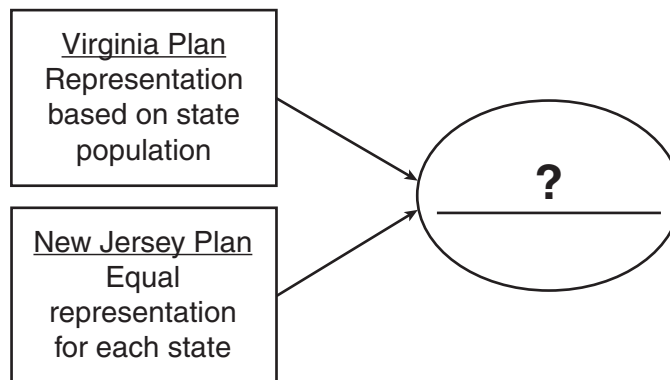 Virginia Plan
Representation
based on state
population
New Jersey Plan
Equal
representation
for each state
?